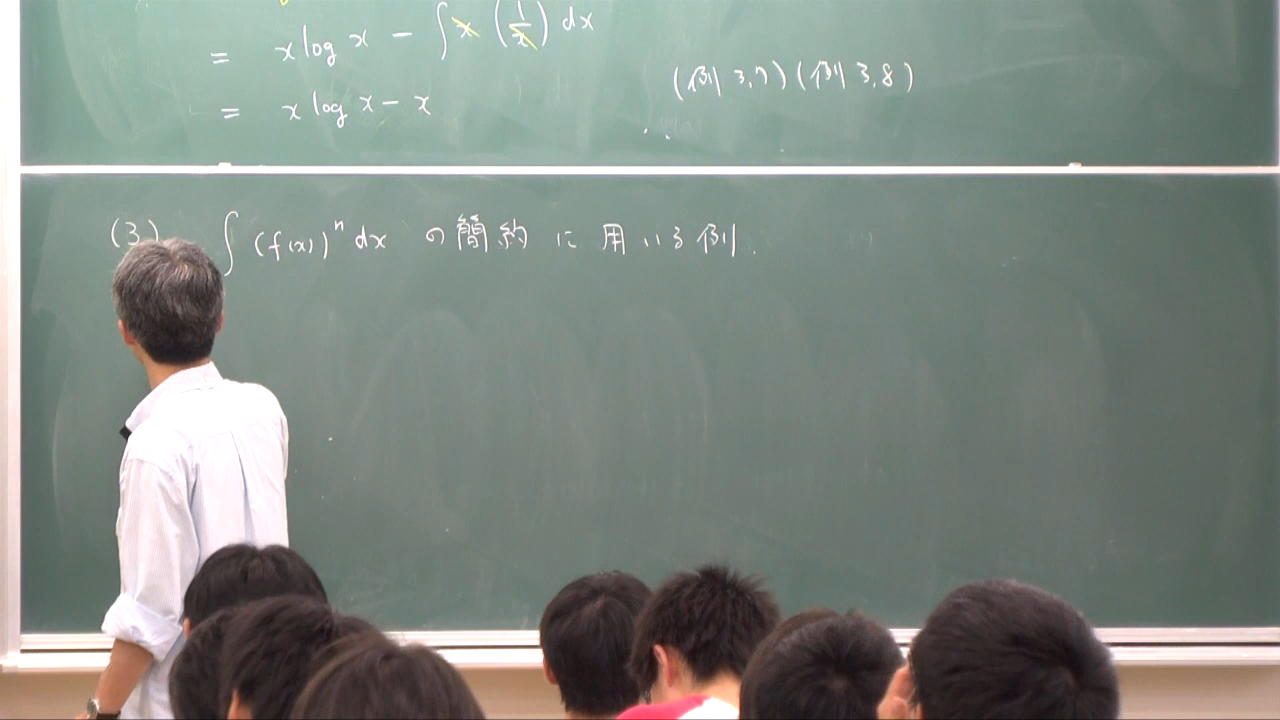 = x log x - ∫ x (1/x) dx
= x log x - x
(例 3.7) (例 3.8)
(3) ∫ (f(x))^n dx の簡約に用いる例.